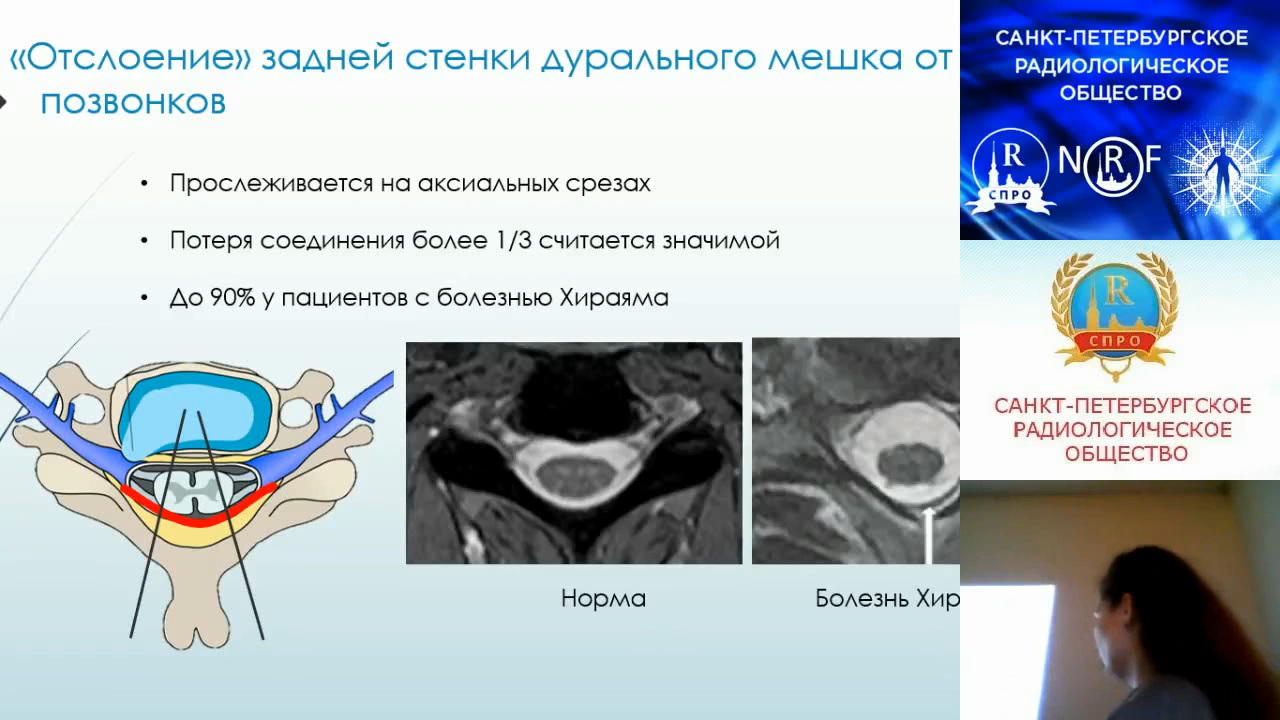 «Отслоение» задней стенки дурального мешка от
позвонков
• Прослеживается на аксиальных срезах
• Потеря соединения более 1/3 считается значимой
• До 90% у пациентов с болезнью Хираяма
Норма
Болезнь Хир
САНКТ-ПЕТЕРБУРГСКОЕ
РАДИОЛОГИЧЕСКОЕ
ОБЩЕСТВО
R
СПРО
NRF
R
СПРО
САНКТ-ПЕТЕРБУРГСКОЕ
РАДИОЛОГИЧЕСКОЕ
ОБЩЕСТВО